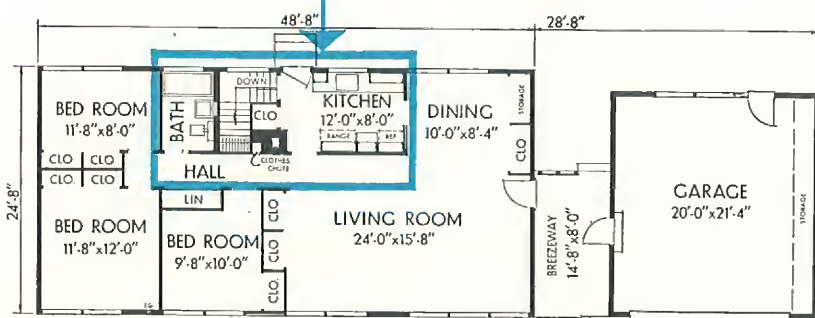 48'-8"
28'-8"
24'-8"
BED ROOM
11'-8"x8'-0"
BATH
DOWN
CLO
KITCHEN
12'-0"x8'-0"
RANGE
REF
DINING
10'-0"x8'-4"
STORAGE
CLO
CLO
CLO
CLO.
CLO
HALL
CLOTHES
CHUTE
BED ROOM
11'-8"x12'-0"
LIN
BED ROOM
9'-8"x10'-0"
CLO
CLO
CLO.
LIVING ROOM
24'-0"x15'-8"
BREEZEWAY
14'-8"x8'-0"
GARAGE
20'-0"x21'-4"
STORAGE